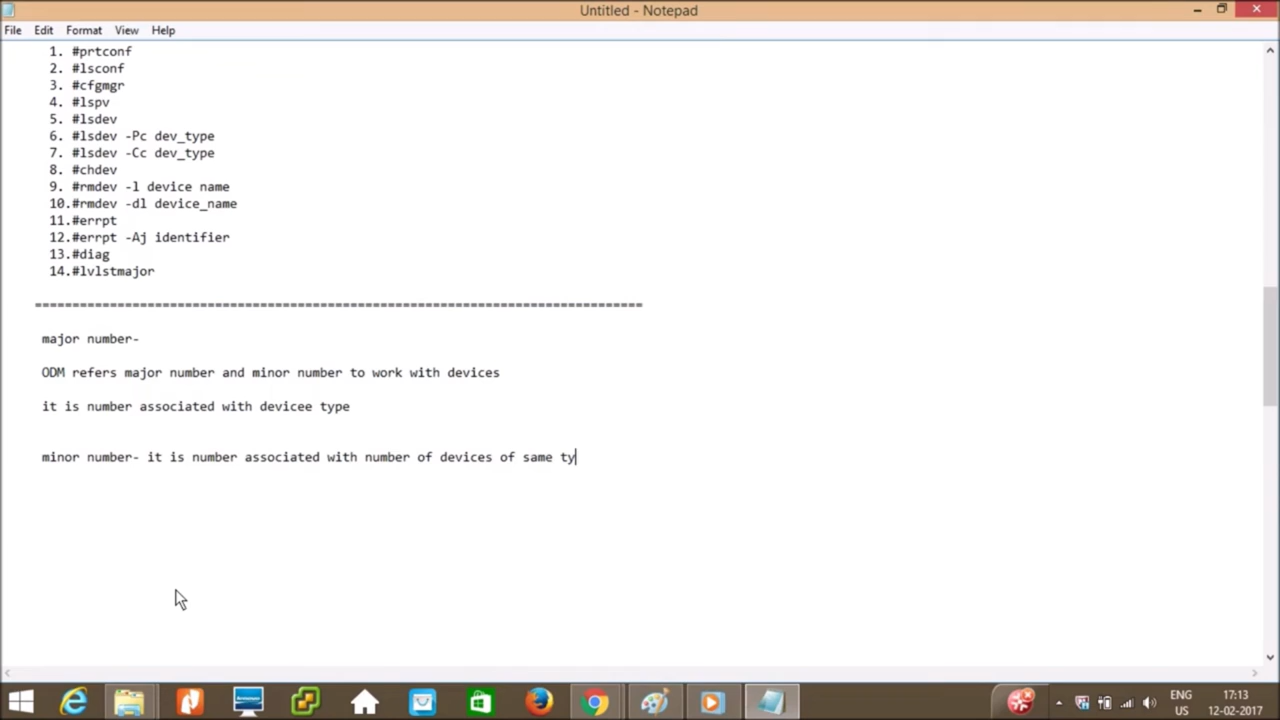 Untitled - Notepad
File Edit Format View Help
1. #prtconf
2. #lsconf
3. #cfgmgr
4. #lspv
5. #lsdev
6. #lsdev -Pc dev_type
7. #lsdev -Cc dev_type
8. #chdev
9. #rmdev -l device name
10.#rmdev -dl device_name
11.#errpt
12.#errpt -Aj identifier
13.#diag
14.#lvlstmajor
=================================================================================
major number-
ODM refers major number and minor number to work with devices
it is number associated with devicee type
minor number- it is number associated with number of devices of same ty
ENG
US
17:13
12-02-2017